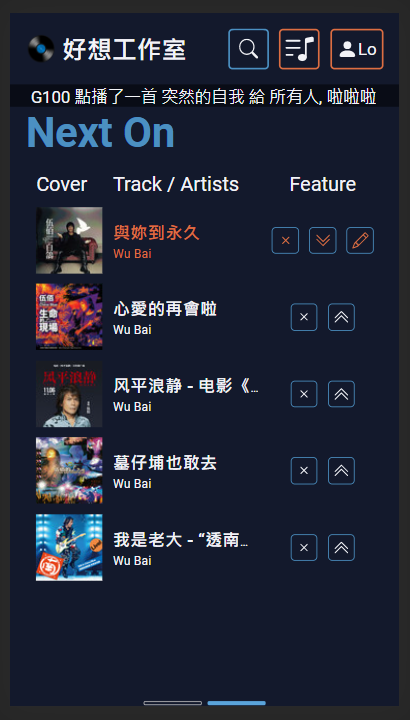 好想工作室
Lo
G100 點播了一首 突然的自我 給 所有人, 啦啦啦
Next On
Cover Track / Artists Feature
與妳到永久
Wu Bai
心愛的再會啦
Wu Bai
风平浪静 - 电影《...
Wu Bai
墓仔埔也敢去
Wu Bai
我是老大 - “透南...
Wu Bai